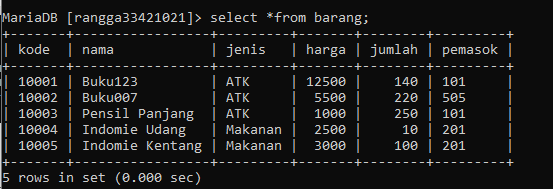 MariaDB [rangga33421021]> select *from barang;
+-------+-----------------+---------+-------+--------+---------+
| kode | nama | jenis | harga | jumlah | pemasok |
+-------+-----------------+---------+-------+--------+---------+
| 10001 | Buku123 | ATK | 12500 | 140 | 101 |
| 10002 | Buku007 | ATK | 5500 | 220 | 505 |
| 10003 | Pensil Panjang | ATK | 1000 | 250 | 101 |
| 10004 | Indomie Udang | Makanan | 2500 | 10 | 201 |
| 10005 | Indomie Kentang | Makanan | 3000 | 100 | 201 |
+-------+-----------------+---------+-------+--------+---------+
5 rows in set (0.000 sec)